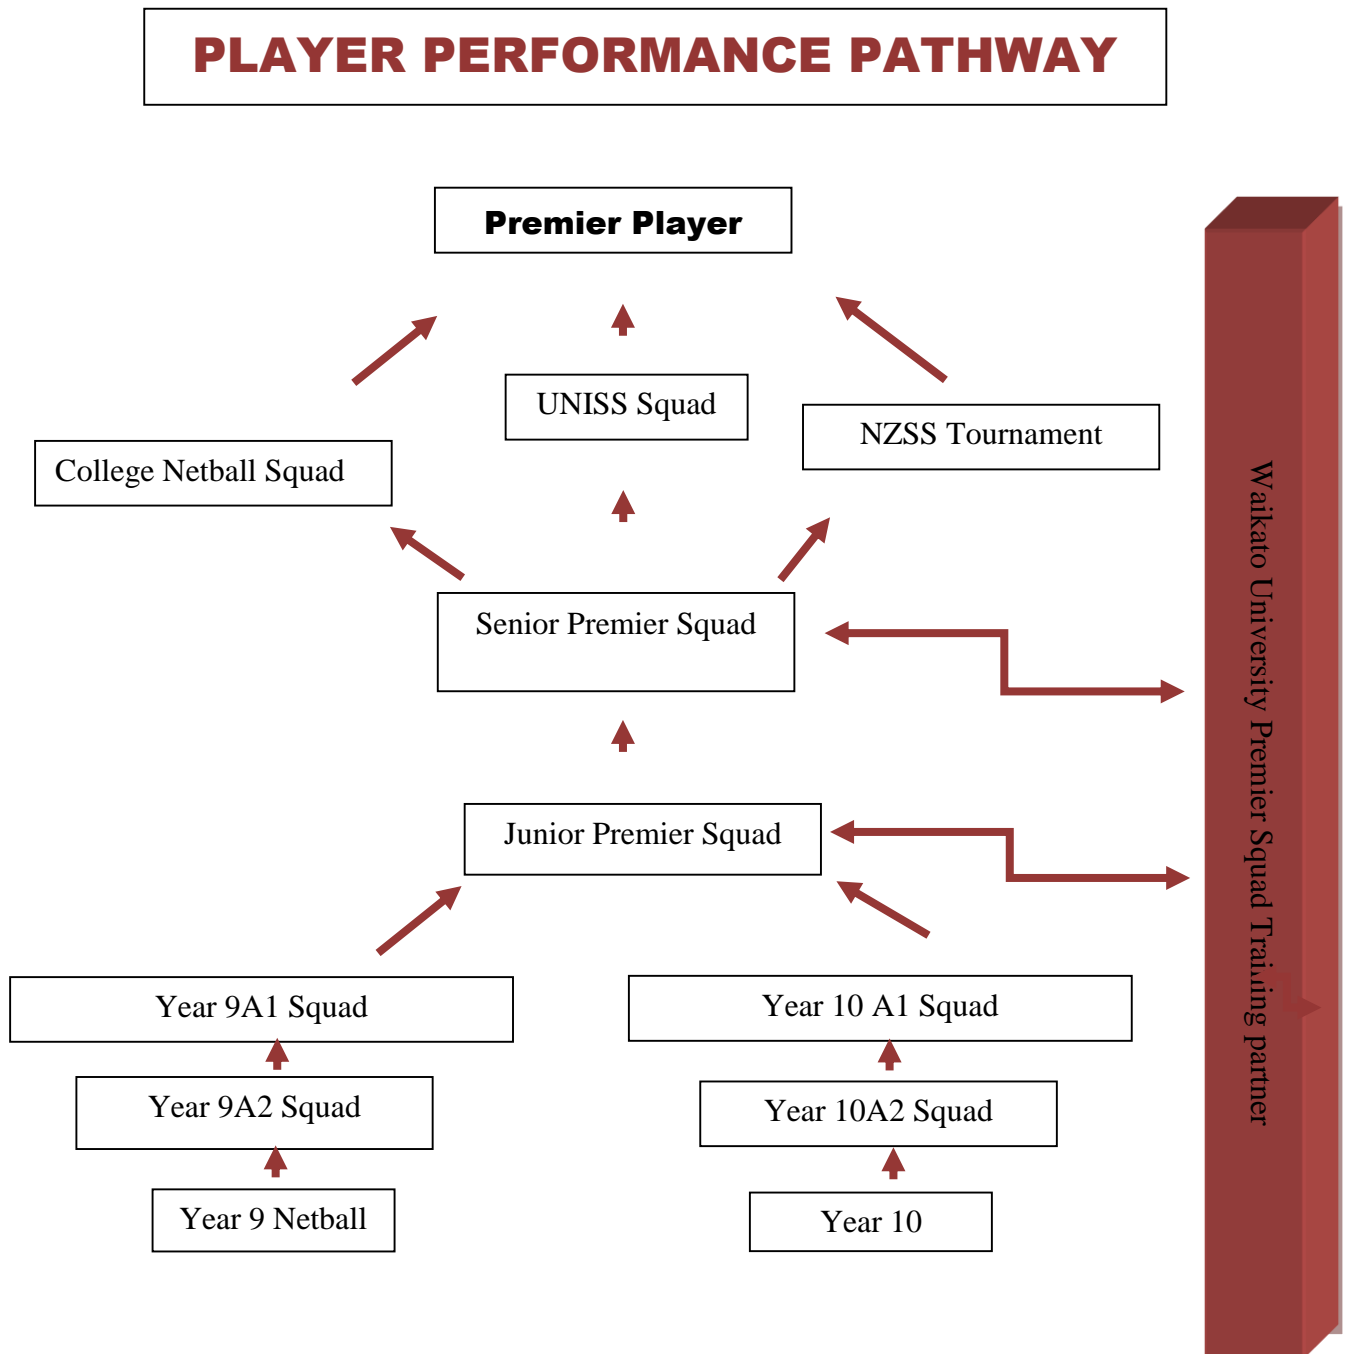 PLAYER PERFORMANCE PATHWAY
Premier Player
UNISS Squad
NZSS Tournament
College Netball Squad
Senior Premier Squad
Junior Premier Squad
Year 9A1 Squad
Year 10 A1 Squad
Year 9A2 Squad
Year 10A2 Squad
Year 9 Netball
Year 10
Waikato University Premier Squad Training partner